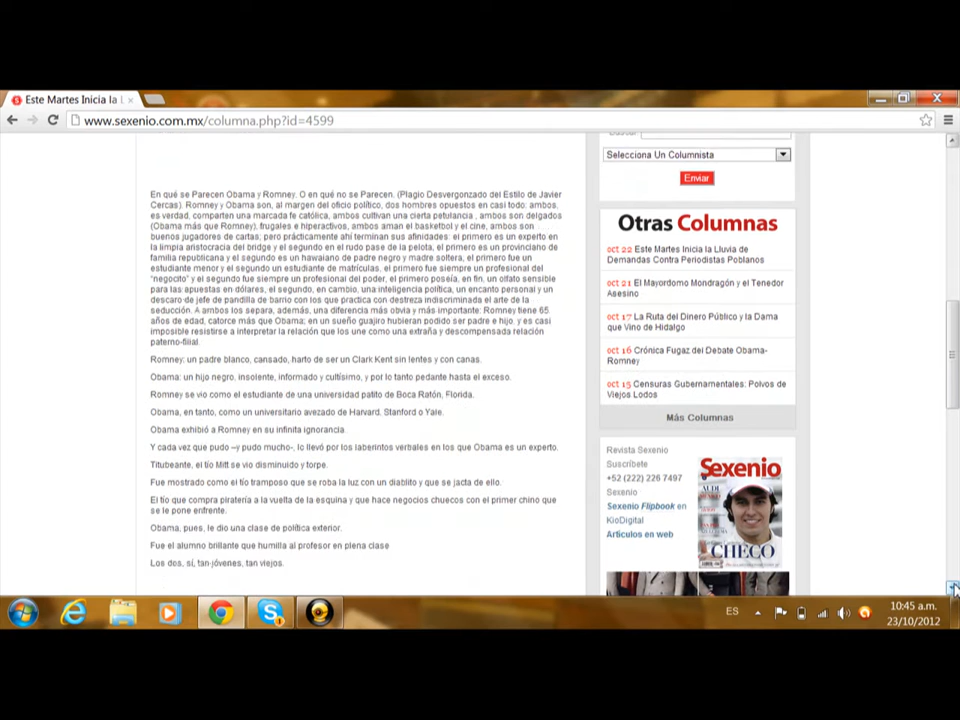 Este Martes Inicia la L
www.sexenio.com.mx/columna.php?id=4599
En qué se Parecen Obama y Romney. O en qué no se Parecen. (Plagio Desvergonzado del Estilo de Javier
Cercas). Romney y Obama son, al margen del oficio político, dos hombres opuestos en casi todo: ambos,
es verdad, comparten una marcada fe católica, ambos cultivan una cierta petulancia , ambos son delgados
(Obama más que Romney), frugales e hiperactivos, ambos aman el basketbol y el cine, ambos son
buenos jugadores de cartas; pero prácticamente ahí terminan sus afinidades: el primero es un experto en
la limpia aristocracia del bridge y el segundo en el rudo pase de la pelota, el primero es un provinciano de
familia republicana y el segundo es un hawaiano de padre negro y madre soltera, el primero fue un
estudiante menor y el segundo un estudiante de matrículas, el primero fue siempre un profesional del
"negocito" y el segundo fue siempre un profesional del poder, el primero poseía, en fin, un olfato sensible
para las apuestas en dólares, el segundo, en cambio, una inteligencia política, un encanto personal y un
descaro de jefe de pandilla de barrio con los que practica con destreza indiscriminada el arte de la
seducción. A ambos los separa, además, una diferencia más obvia y más importante: Romney tiene 65
años de edad, catorce más que Obama; en un sueño guajiro hubieran podido ser padre e hijo, y es casi
imposible resistirse a interpretar la relación que los une como una extraña y descompensada relación
paterno-filial.
Romney: un padre blanco, cansado, harto de ser un Clark Kent sin lentes y con canas.
Obama: un hijo negro, insolente, informado y cultísimo, y por lo tanto pedante hasta el exceso.
Romney se vio como el estudiante de una universidad patito de Boca Ratón, Florida.
Obama, en tanto, como un universitario avezado de Harvard, Stanford o Yale.
Obama exhibió a Romney en su infinita ignorancia.
Y cada vez que pudo –y pudo mucho-, lo llevó por los laberintos verbales en los que Obama es un experto.
Titubeante, el tío Mitt se vio disminuido y torpe.
Fue mostrado como el tío tramposo que se roba la luz con un diablito y que se jacta de ello.
El tío que compra piratería a la vuelta de la esquina y que hace negocios chuecos con el primer chino que
se le pone enfrente.
Obama, pues, le dio una clase de política exterior.
Fue el alumno brillante que humilla al profesor en plena clase
Los dos, sí, tan jóvenes, tan viejos.
Buscar
Selecciona Un Columnista
Enviar
Otras Columnas
oct 22 Este Martes Inicia la Lluvia de
Demandas Contra Periodistas Poblanos
oct 21 El Mayordomo Mondragón y el Tenedor
Asesino
oct 17 La Ruta del Dinero Público y la Dama
que Vino de Hidalgo
oct 16 Crónica Fugaz del Debate Obama-
Romney
oct 15 Censuras Gubernamentales: Polvos de
Viejos Lodos
Más Columnas
Revista Sexenio
Suscríbete
+52 (222) 226 7497
Sexenio
Sexenio Flipbook en
KioDigital
Artículos en web
Sexenio
CHECO
ES
10:45 a.m.
23/10/2012